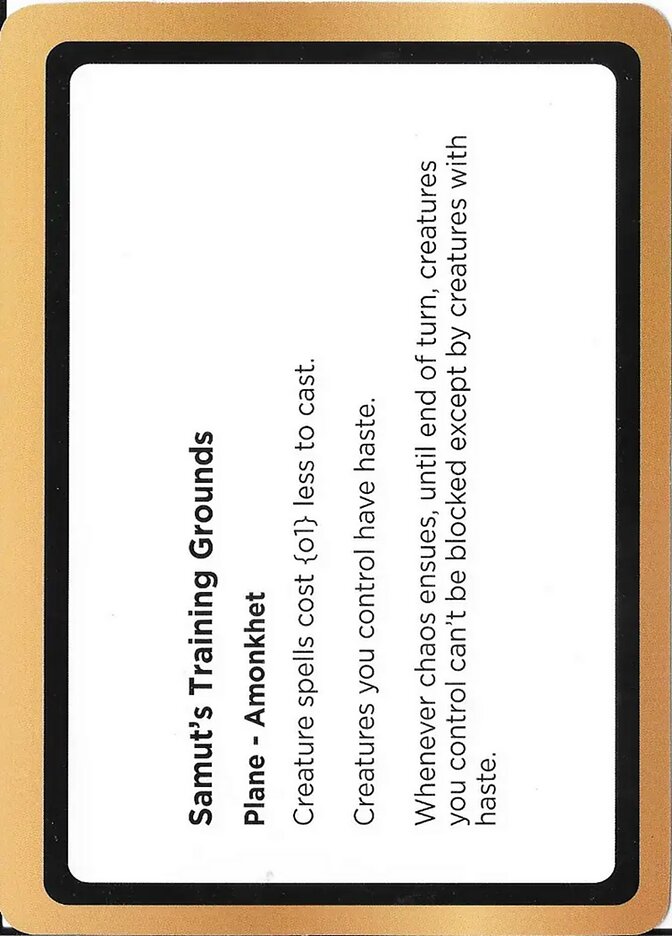 Samut's Training Grounds
Plane - Amonkhet
Creature spells cost {o1} less to cast.
Creatures you control have haste.
Whenever chaos ensues, until end of turn, creatures
you control can't be blocked except by creatures with
haste.